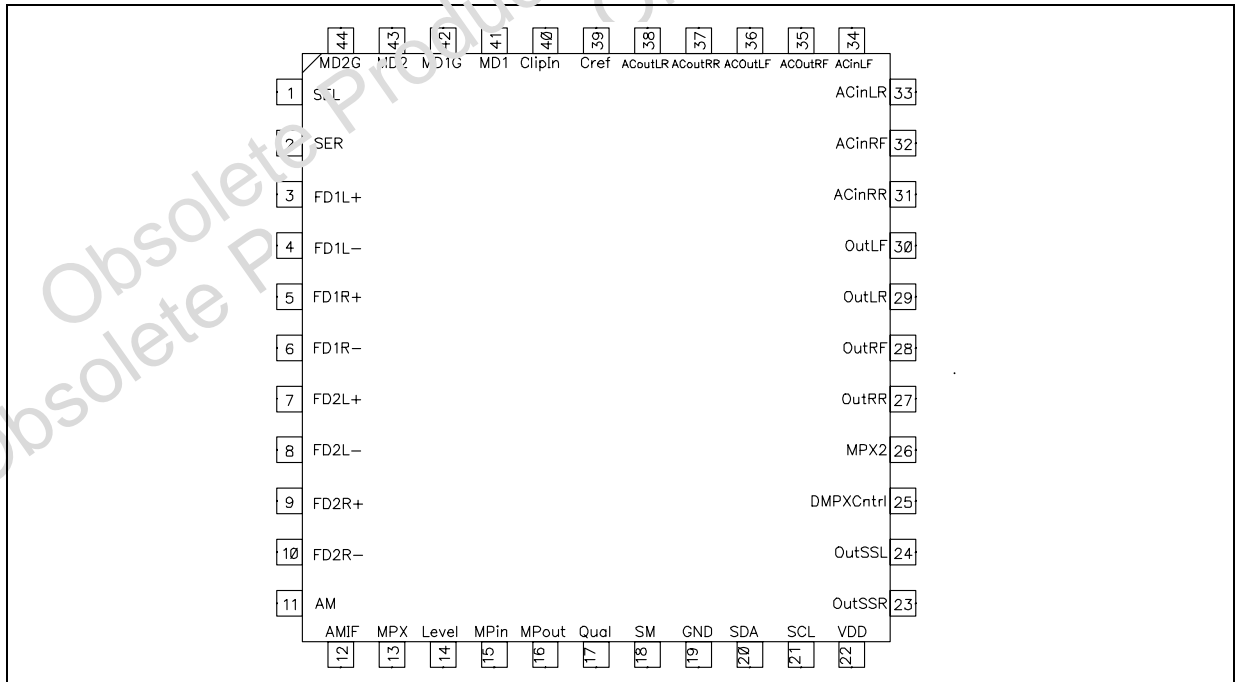 44 43 42 41 40 39 38 37 36 35 34
MD2G MD2 MD1G MD1 ClipIn Cref ACoutLR ACoutRR ACOutLF ACOutRF ACinLF
1 SEL ACinLR 33
2 SER ACinRF 32
3 FD1L+ ACinRR 31
4 FD1L− OutLF 30
5 FD1R+ OutLR 29
6 FD1R− OutRF 28
7 FD2L+ OutRR 27
8 FD2L− MPX2 26
9 FD2R+ DMPXCntrl 25
10 FD2R− OutSSL 24
11 AM OutSSR 23
AMIF MPX Level MPin MPout Qual SM GND SDA SCL VDD
12 13 14 15 16 17 18 19 20 21 22
Obsolete